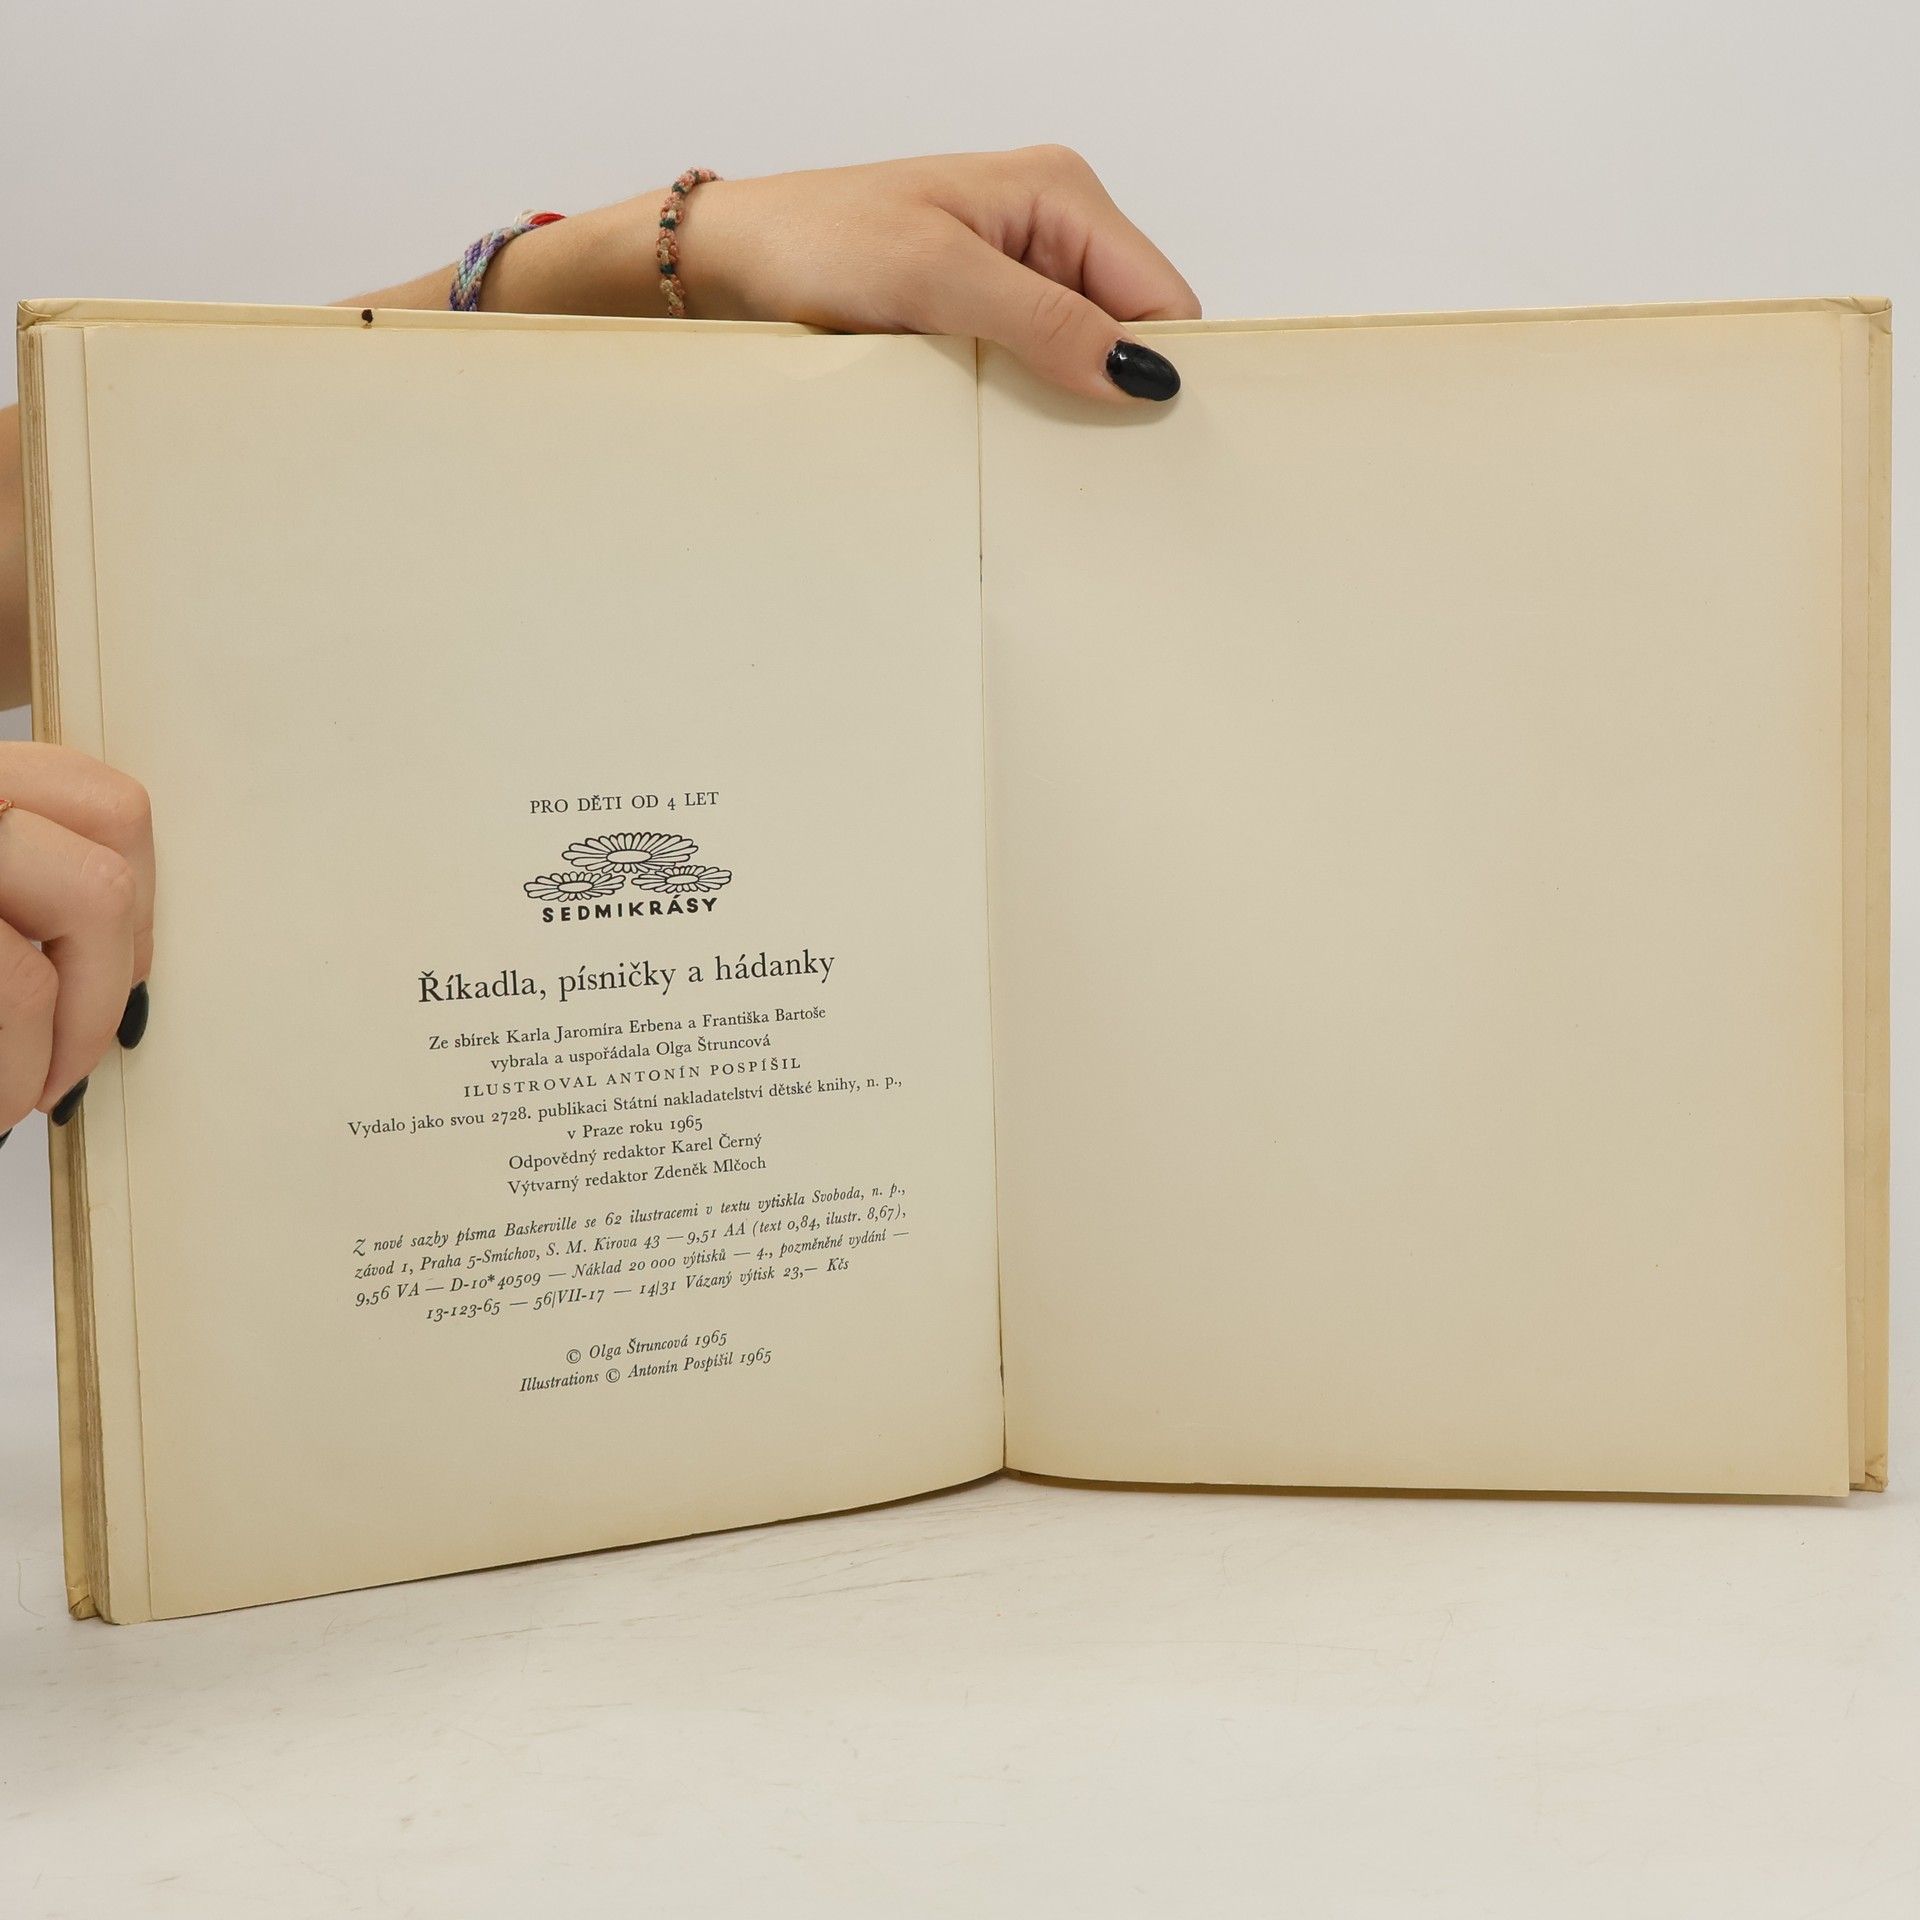 PRO DĚTI OD 4 LET
SEDMIKRÁSY
Říkadla, písničky a hádanky
Ze sbírek Karla Jaromíra Erbena a Františka Bartoše
vybrala a uspořádala Olga Štruncová
ILUSTROVAL ANTONÍN POSPÍŠIL
Vydalo jako svou 2728. publikaci Státní nakladatelství dětské knihy, n. p.,
v Praze roku 1965
Odpovědný redaktor Karel Černý
Výtvarný redaktor Zdeněk Mlčoch
Z nové sazby písma Baskerville se 62 ilustracemi v textu vytiskla Svoboda, n. p.,
závod 1, Praha 5-Smíchov, S. M. Kirova 43 — 9,51 AA (text 0,84, ilustr. 8,67),
9,56 VA — D-10*40509 — Náklad 20 000 výtisků — 4., pozměněné vydání —
13-123-65 — 56/VII-17 — 14/31 Vázaný výtisk 23,— Kčs
© Olga Štruncová 1965
Illustrations © Antonín Pospíšil 1965